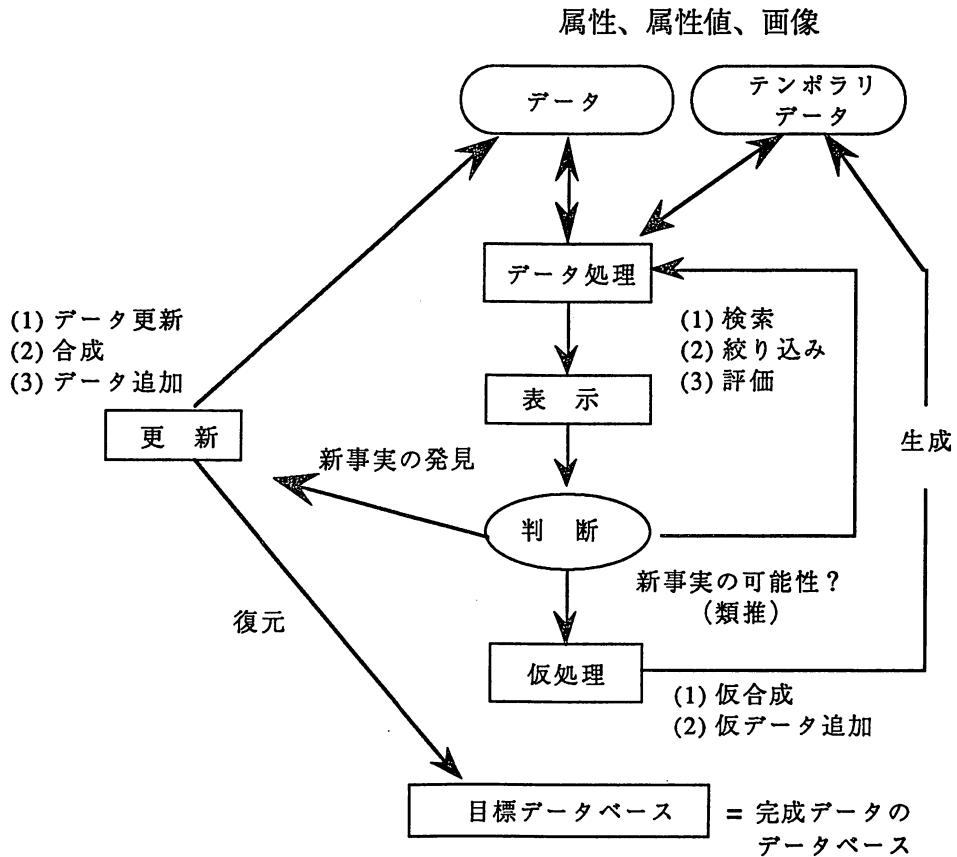 属性、属性値、画像
データ
テンポラリ
データ
データ処理
(1) データ更新
(2) 合成
(3) データ追加
(1) 検索
(2) 絞り込み
(3) 評価
表 示
更 新
生成
新事実の発見
判 断
新事実の可能性?
(類推)
復元
仮処理
(1) 仮合成
(2) 仮データ追加
目標データベース
= 完成データの
データベース